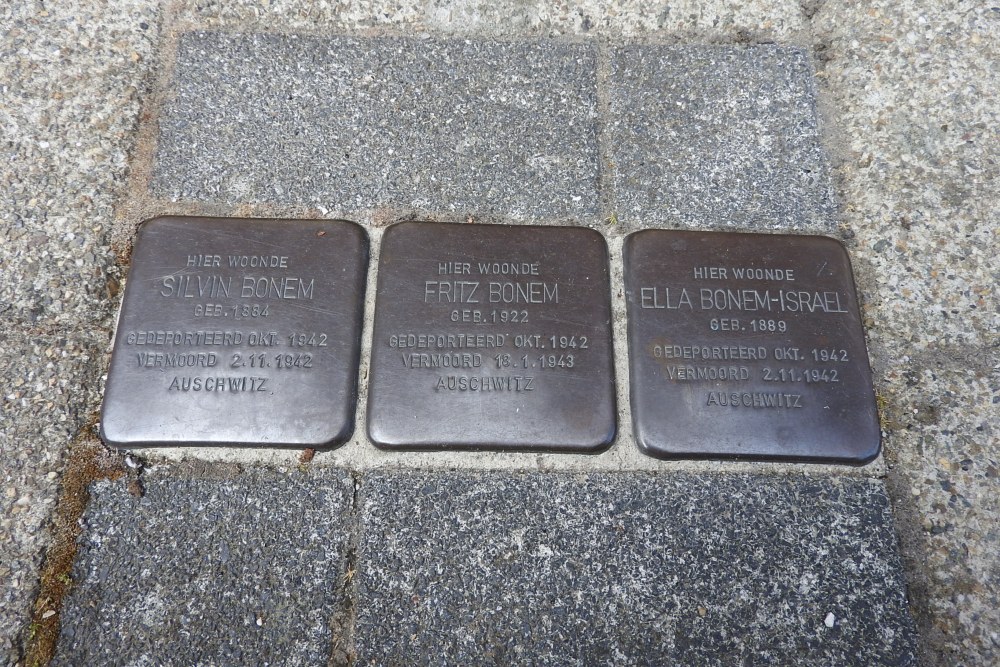 HIER WOONDE
SILVIN BONEM
GEB. 1884
GEDEPORTEERD OKT. 1942
VERMOORD 2.11.1942
AUSCHWITZ
HIER WOONDE
FRITZ BONEM
GEB. 1922
GEDEPORTEERD OKT. 1942
VERMOORD 18.1.1943
AUSCHWITZ
HIER WOONDE
ELLA BONEM-ISRAEL
GEB. 1889
GEDEPORTEERD OKT. 1942
VERMOORD 2.11.1942
AUSCHWITZ